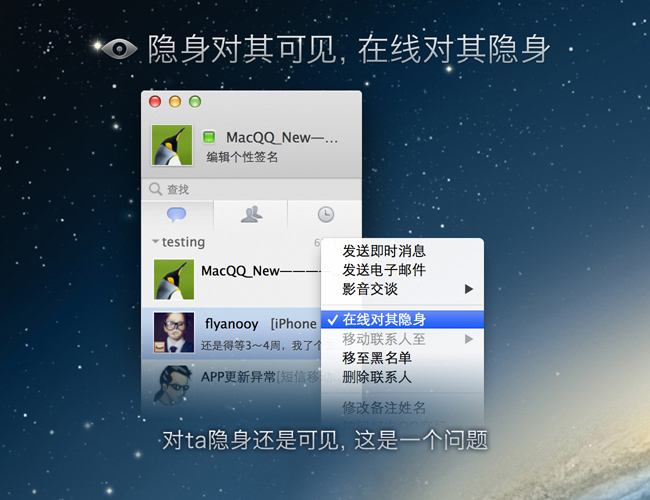 隐身对其可见, 在线对其隐身
MacQQ_New—...
编辑个性签名
查找
testing
MacQQ_New————
flyanooy [iPhone
还是得等3～4周，我了个
APP更新异常[短信移动
发送即时消息
发送电子邮件
影音交谈
在线对其隐身
移动联系人至
移至黑名单
删除联系人
修改备注姓名
对ta隐身还是可见, 这是一个问题